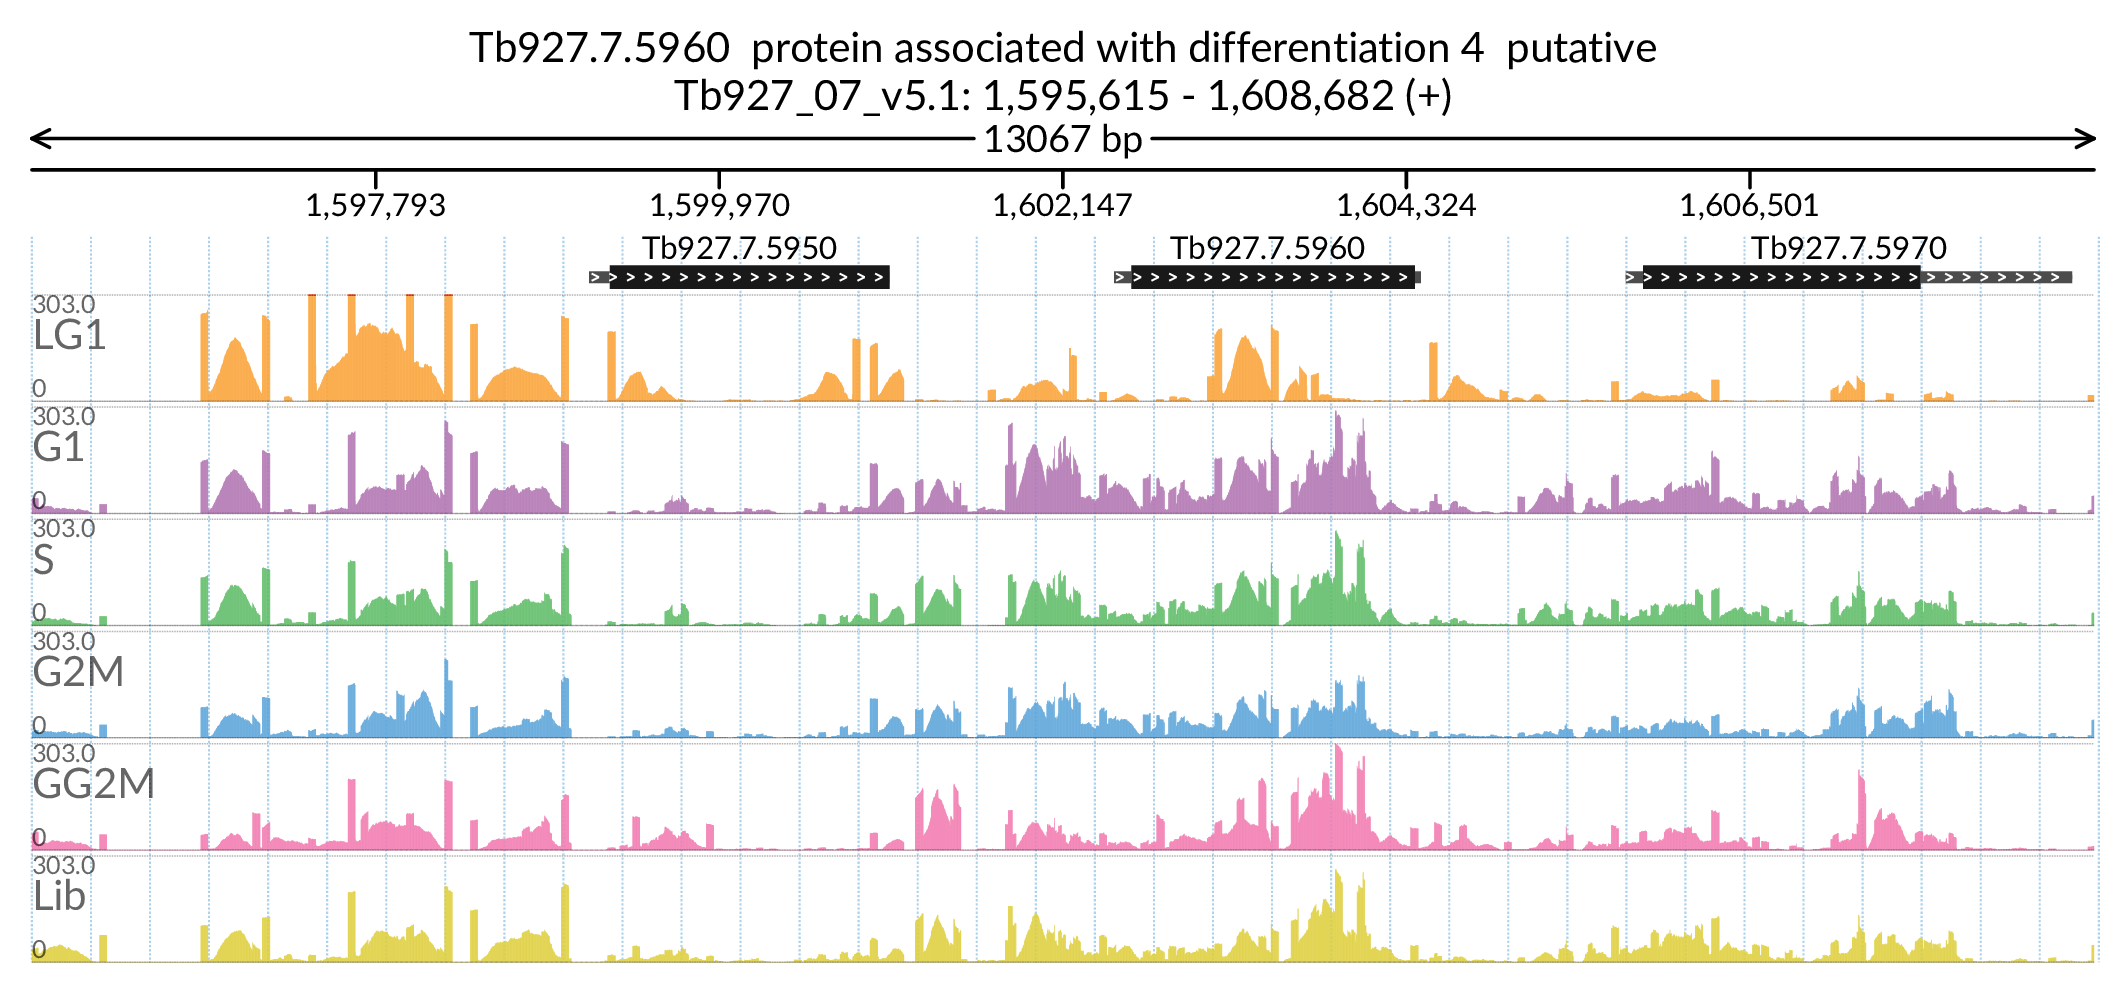 Tb927.7.5960  protein associated with differentiation 4  putative
Tb927_07_v5.1: 1,595,615 - 1,608,682 (+)
13067 bp
1,597,793 1,599,970 1,602,147 1,604,324 1,606,501
Tb927.7.5950 Tb927.7.5960 Tb927.7.5970
303.0
LG1
0
303.0
G1
0
303.0
S
0
303.0
G2M
0
303.0
GG2M
0
303.0
Lib
0